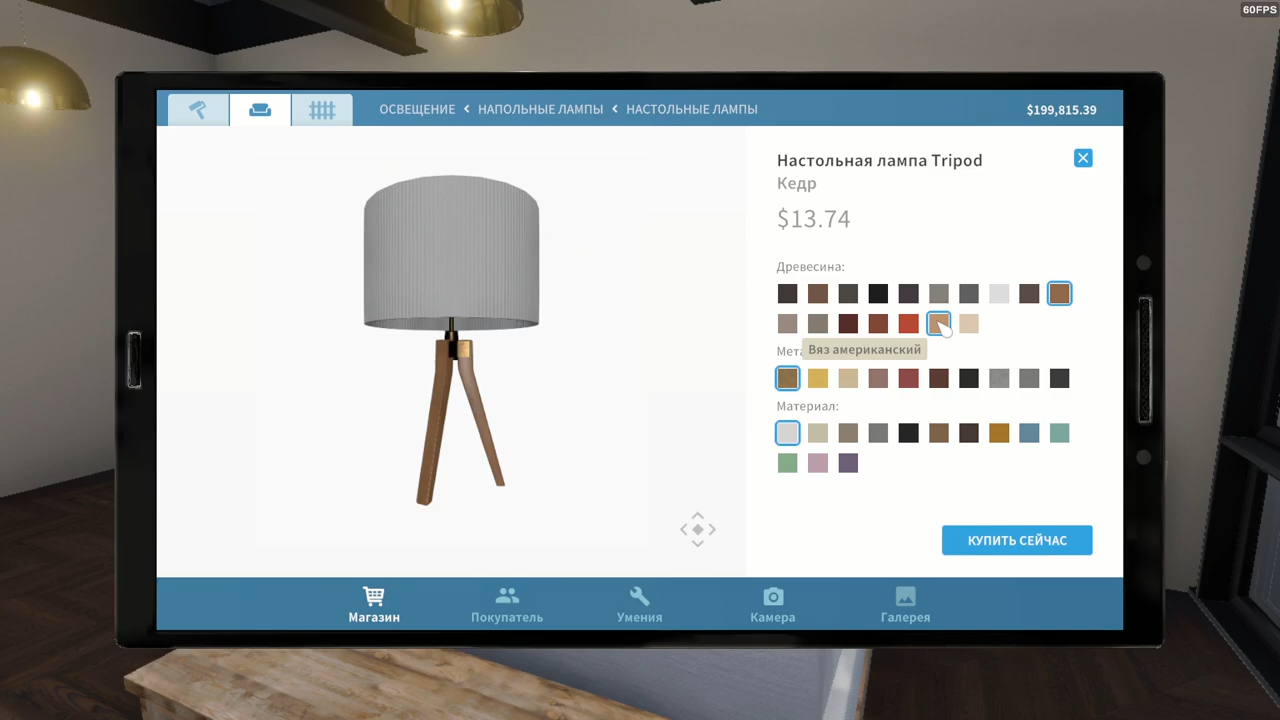 60FPS
ОСВЕЩЕНИЕ < НАПОЛЬНЫЕ ЛАМПЫ < НАСТОЛЬНЫЕ ЛАМПЫ
$199,815.39
Настольная лампа Tripod
Кедр
$13.74
Древесина:
Мета
Вяз американский
Материал:
КУПИТЬ СЕЙЧАС
Магазин
Покупатель
Умения
Камера
Галерея